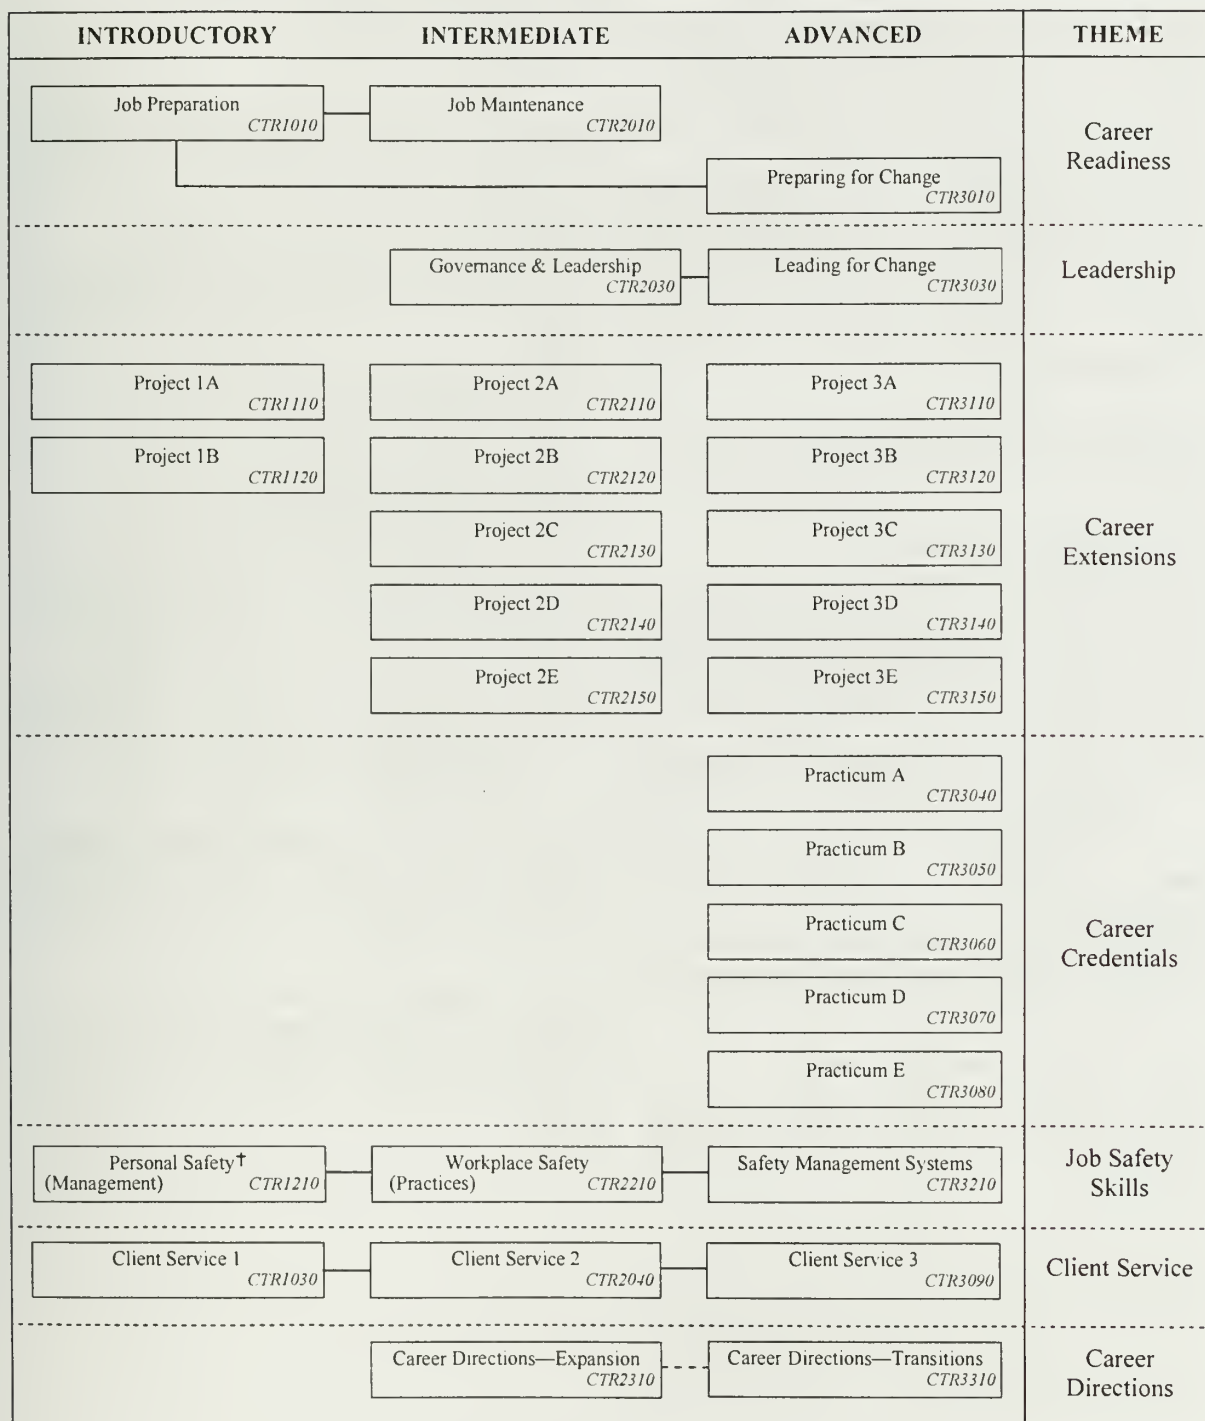 INTRODUCTORY INTERMEDIATE ADVANCED THEME
Job Preparation
CTR1010
Job Maintenance
CTR2010
Preparing for Change
CTR3010
Career
Readiness
Governance & Leadership
CTR2030
Leading for Change
CTR3030
Leadership
Project 1A
CTR1110
Project 2A
CTR2110
Project 3A
CTR3110
Project 1B
CTR1120
Project 2B
CTR2120
Project 3B
CTR3120
Project 2C
CTR2130
Project 3C
CTR3130
Career
Extensions
Project 2D
CTR2140
Project 3D
CTR3140
Project 2E
CTR2150
Project 3E
CTR3150
Practicum A
CTR3040
Practicum B
CTR3050
Practicum C
CTR3060
Career
Credentials
Practicum D
CTR3070
Practicum E
CTR3080
Personal Safety†
(Management) CTR1210
Workplace Safety
(Practices) CTR2210
Safety Management Systems
CTR3210
Job Safety
Skills
Client Service 1
CTR1030
Client Service 2
CTR2040
Client Service 3
CTR3090
Client Service
Career Directions—Expansion
CTR2310
Career Directions—Transitions
CTR3310
Career
Directions